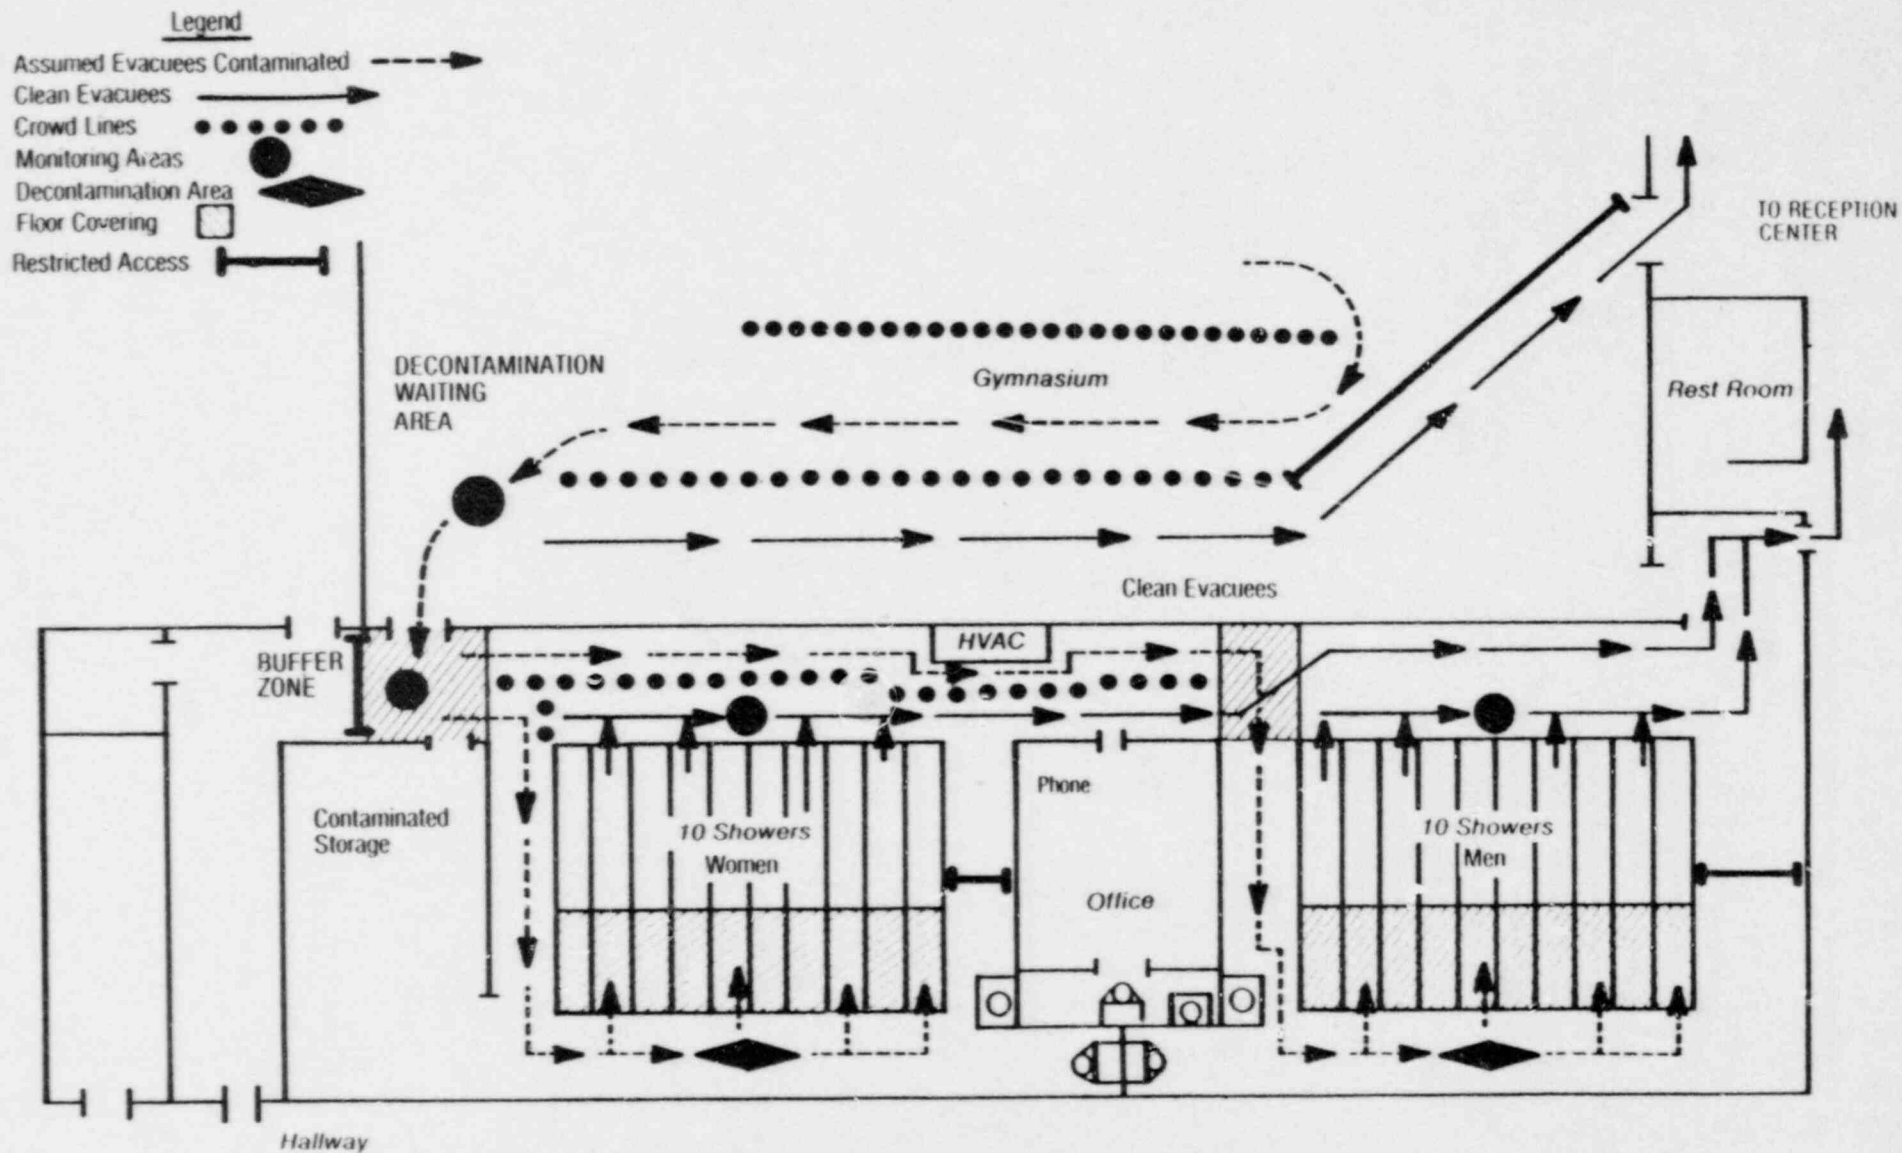 Legend
Assumed Evacuees Contaminated
Clean Evacuees
Crowd Lines
Monitoring Areas
Decontamination Area
Floor Covering
Restricted Access
TO RECEPTION
CENTER
DECONTAMINATION
WAITING
AREA
Gymnasium
Rest Room
Clean Evacuees
HVAC
BUFFER
ZONE
Contaminated
Storage
10 Showers
Women
Phone
Office
10 Showers
Men
Hallway